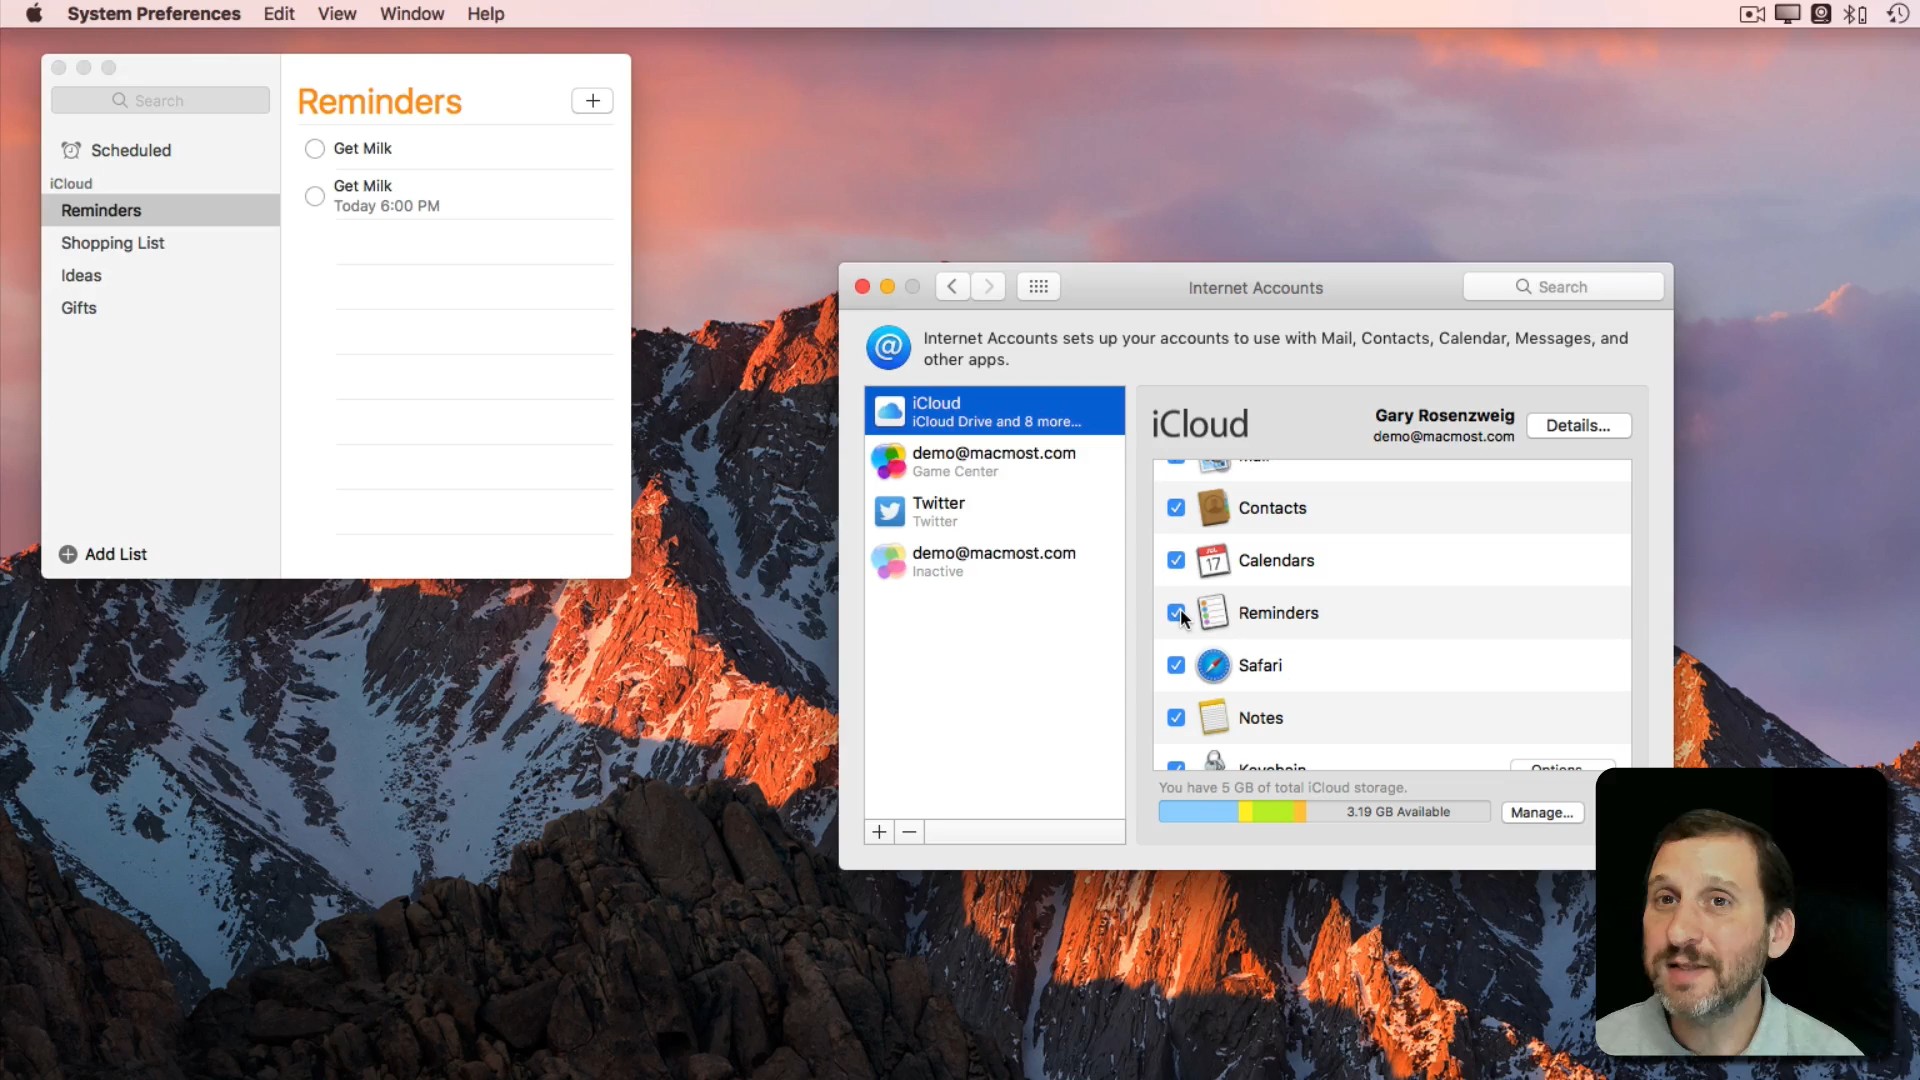 System Preferences Edit View Window Help
Search
Scheduled
iCloud
Reminders
Shopping List
Ideas
Gifts
Add List
Reminders
+
Get Milk
Get Milk
Today 6:00 PM
Internet Accounts
Search
@
Internet Accounts sets up your accounts to use with Mail, Contacts, Calendar, Messages, and
other apps.
iCloud
iCloud Drive and 8 more...
demo@macmost.com
Game Center
Twitter
Twitter
demo@macmost.com
Inactive
+ −
iCloud
Gary Rosenzweig
demo@macmost.com
Details...
Contacts
JUL
17
Calendars
Reminders
Safari
Notes
Keychain
Options
You have 5 GB of total iCloud storage.
3.19 GB Available
Manage...